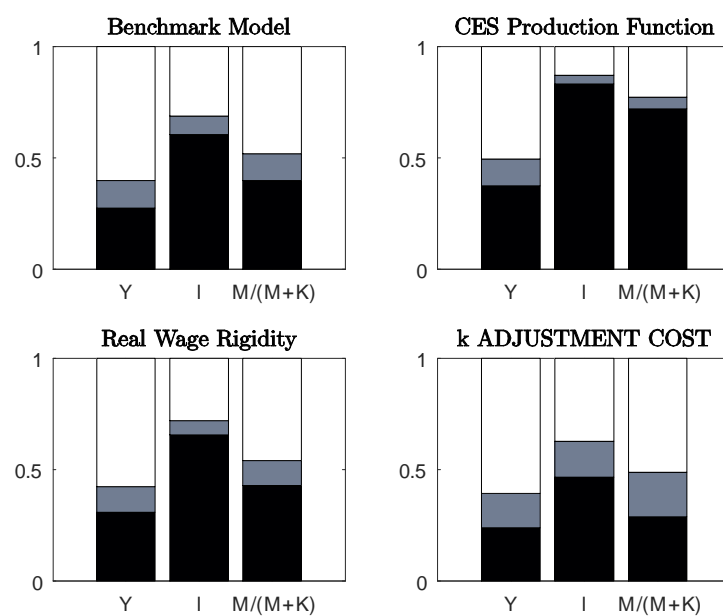 Benchmark Model
1
0.5
0
Y I M/(M+K)
CES Production Function
1
0.5
0
Y I M/(M+K)
Real Wage Rigidity
1
0.5
0
Y I M/(M+K)
k ADJUSTMENT COST
1
0.5
0
Y I M/(M+K)